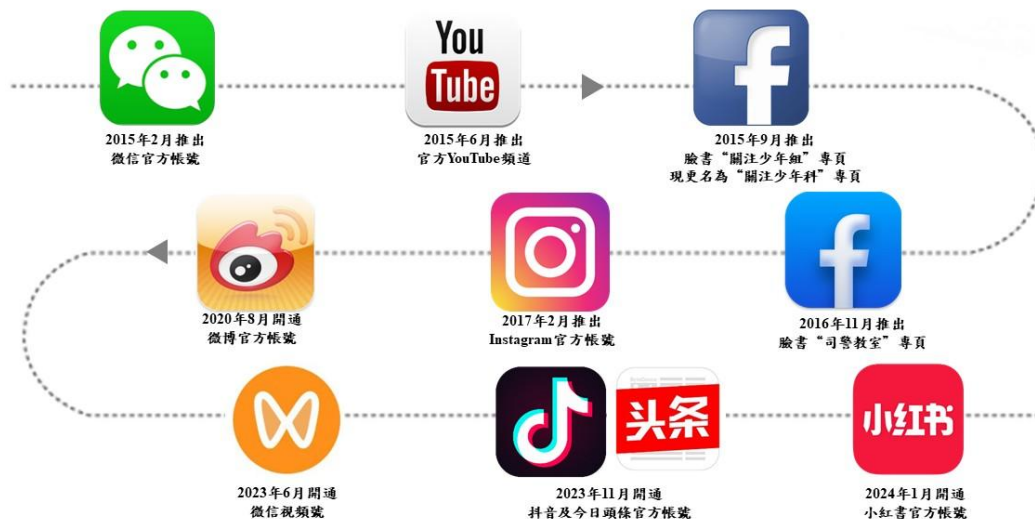 You
Tube
2015年2月推出
微信官方帳號
2015年6月推出
官方YouTube頻道
2015年9月推出
臉書“關注少年組”專頁
現更名為“關注少年科”專頁
2020年8月開通
微博官方帳號
2017年2月推出
Instagram官方帳號
2016年11月推出
臉書“司警教室”專頁
头条
小红书
2023年6月開通
微信視頻號
2023年11月開通
抖音及今日頭條官方帳號
2024年1月開通
小紅書官方帳號